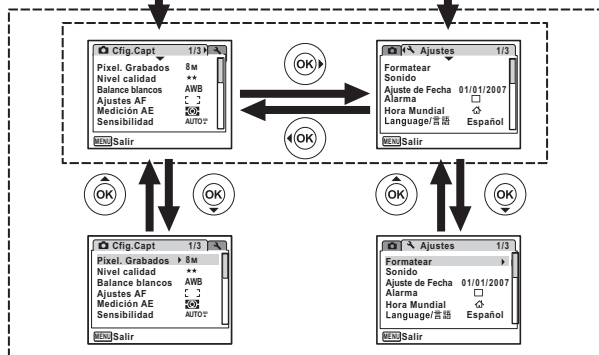 Cfig.Capt 1/3
Píxel. Grabados 8M
Nivel calidad ★★
Balance blancos AWB
Ajustes AF [ ]
Medición AE
Sensibilidad AUTO
MENU Salir
OK
OK
Ajustes 1/3
Formatear
Sonido
Ajuste de Fecha 01/01/2007
Alarma
Hora Mundial
Language/言語 Español
MENU Salir
OK
OK
OK
OK
Cfig.Capt 1/3
Píxel. Grabados 8M
Nivel calidad ★★
Balance blancos AWB
Ajustes AF [ ]
Medición AE
Sensibilidad AUTO
MENU Salir
Ajustes 1/3
Formatear
Sonido
Ajuste de Fecha 01/01/2007
Alarma
Hora Mundial
Language/言語 Español
MENU Salir